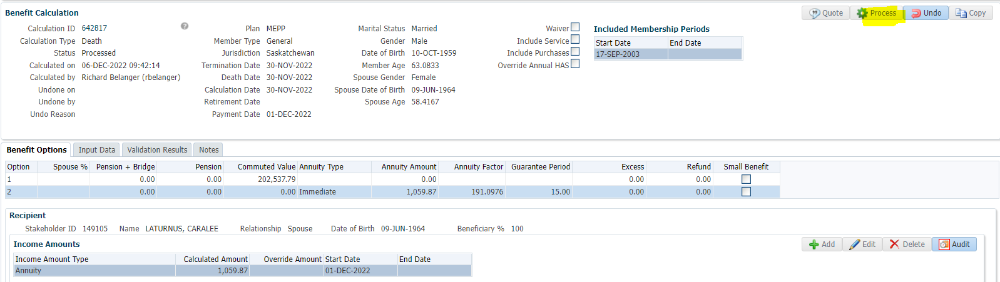 Benefit Calculation Quote Process Undo Copy
Calculation ID 642817 Plan MEPP Marital Status Married Waiver Included Membership Periods
Calculation Type Death Member Type General Gender Male Include Service Start Date End Date
Status Processed Jurisdiction Saskatchewan Date of Birth 10-OCT-1959 Include Purchases 17-SEP-2003
Calculated on 06-DEC-2022 09:42:14 Termination Date 30-NOV-2022 Member Age 63.0833 Override Annual HAS
Calculated by Richard Belanger (rbelanger) Death Date 30-NOV-2022 Spouse Gender Female
Undone on Calculation Date 30-NOV-2022 Spouse Date of Birth 09-JUN-1964
Undone by Retirement Date Spouse Age 58.4167
Undo Reason Payment Date 01-DEC-2022
Benefit Options Input Data Validation Results Notes
Option Spouse % Pension + Bridge Pension Commuted Value Annuity Type Annuity Amount Annuity Factor Guarantee Period Excess Refund Small Benefit
1 0.00 0.00 202,537.79 0.00 0.00 0.00
2 0.00 0.00 0.00 Immediate 1,059.87 191.0976 15.00 0.00 0.00
Recipient
Stakeholder ID 149105 Name LATURNUS, CARALEE Relationship Spouse Date of Birth 09-JUN-1964 Beneficiary % 100
Income Amounts Add Edit Delete Audit
Income Amount Type Calculated Amount Override Amount Start Date End Date
Annuity 1,059.87 01-DEC-2022